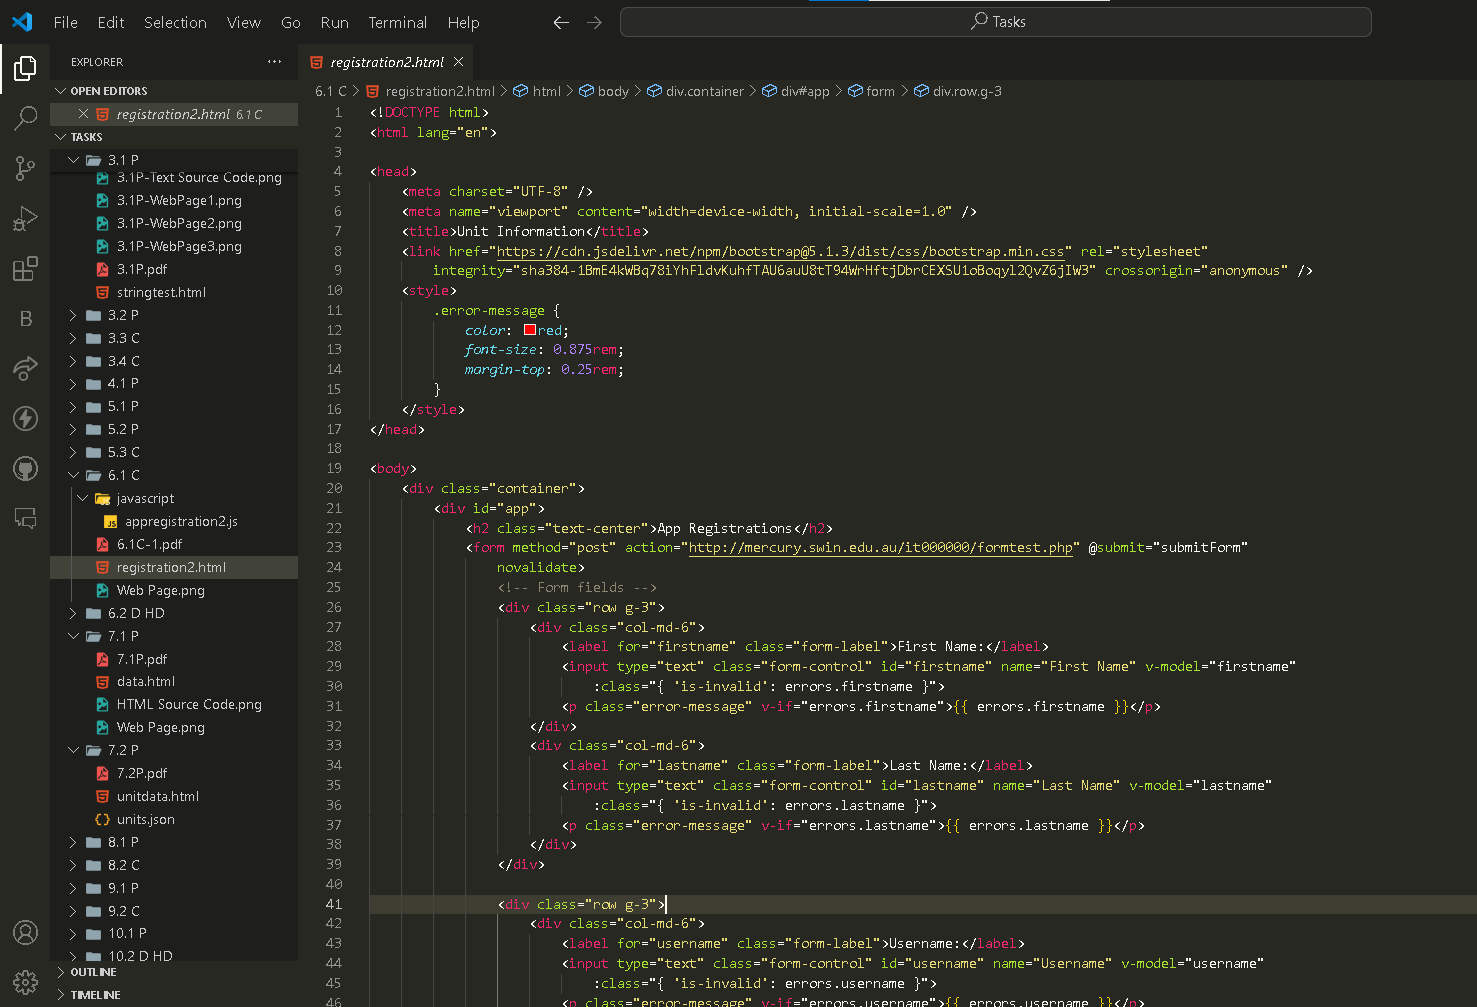 File Edit Selection View Go Run Terminal Help
Tasks
EXPLORER
OPEN EDITORS
registration2.html 6.1 C
TASKS
3.1 P
3.1P-Text Source Code.png
3.1P-WebPage1.png
3.1P-WebPage2.png
3.1P-WebPage3.png
3.1P.pdf
stringtest.html
3.2 P
3.3 C
3.4 C
4.1 P
5.1 P
5.2 P
5.3 C
6.1 C
javascript
JS appregistration2.js
6.1C-1.pdf
registration2.html
Web Page.png
6.2 D HD
7.1 P
7.1P.pdf
data.html
HTML Source Code.png
Web Page.png
7.2 P
7.2P.pdf
unitdata.html
units.json
8.1 P
8.2 C
9.1 P
9.2 C
10.1 P
10.2 D HD
OUTLINE
TIMELINE
registration2.html
6.1 C > registration2.html > html > body > div.container > div#app > form > div.row.g-3
1 <!DOCTYPE html>
2 <html lang="en">
3
4 <head>
5 <meta charset="UTF-8" />
6 <meta name="viewport" content="width=device-width, initial-scale=1.0" />
7 <title>Unit Information</title>
8 <link href="https://cdn.jsdelivr.net/npm/bootstrap@5.1.3/dist/css/bootstrap.min.css" rel="stylesheet"
9 integrity="sha384-1BmE4kWBq78iYhFldvKuhfTAU6auU8tT94WrHftjDbrCEXSU1oBoqyl2QvZ6jIW3" crossorigin="anonymous" />
10 <style>
11 .error-message {
12 color: red;
13 font-size: 0.875rem;
14 margin-top: 0.25rem;
15 }
16 </style>
17 </head>
18
19 <body>
20 <div class="container">
21 <div id="app">
22 <h2 class="text-center">App Registrations</h2>
23 <form method="post" action="http://mercury.swin.edu.au/it000000/formtest.php" @submit="submitForm"
24 novalidate>
25 <!-- Form fields -->
26 <div class="row g-3">
27 <div class="col-md-6">
28 <label for="firstname" class="form-label">First Name:</label>
29 <input type="text" class="form-control" id="firstname" name="First Name" v-model="firstname"
30 :class="{ 'is-invalid': errors.firstname }">
31 <p class="error-message" v-if="errors.firstname">{{ errors.firstname }}</p>
32 </div>
33 <div class="col-md-6">
34 <label for="lastname" class="form-label">Last Name:</label>
35 <input type="text" class="form-control" id="lastname" name="Last Name" v-model="lastname"
36 :class="{ 'is-invalid': errors.lastname }">
37 <p class="error-message" v-if="errors.lastname">{{ errors.lastname }}</p>
38 </div>
39 </div>
40
41 <div class="row g-3">
42 <div class="col-md-6">
43 <label for="username" class="form-label">Username:</label>
44 <input type="text" class="form-control" id="username" name="Username" v-model="username"
45 :class="{ 'is-invalid': errors.username }">
46 <p class="error-message" v-if="errors.username">{{ errors.username }}</p>